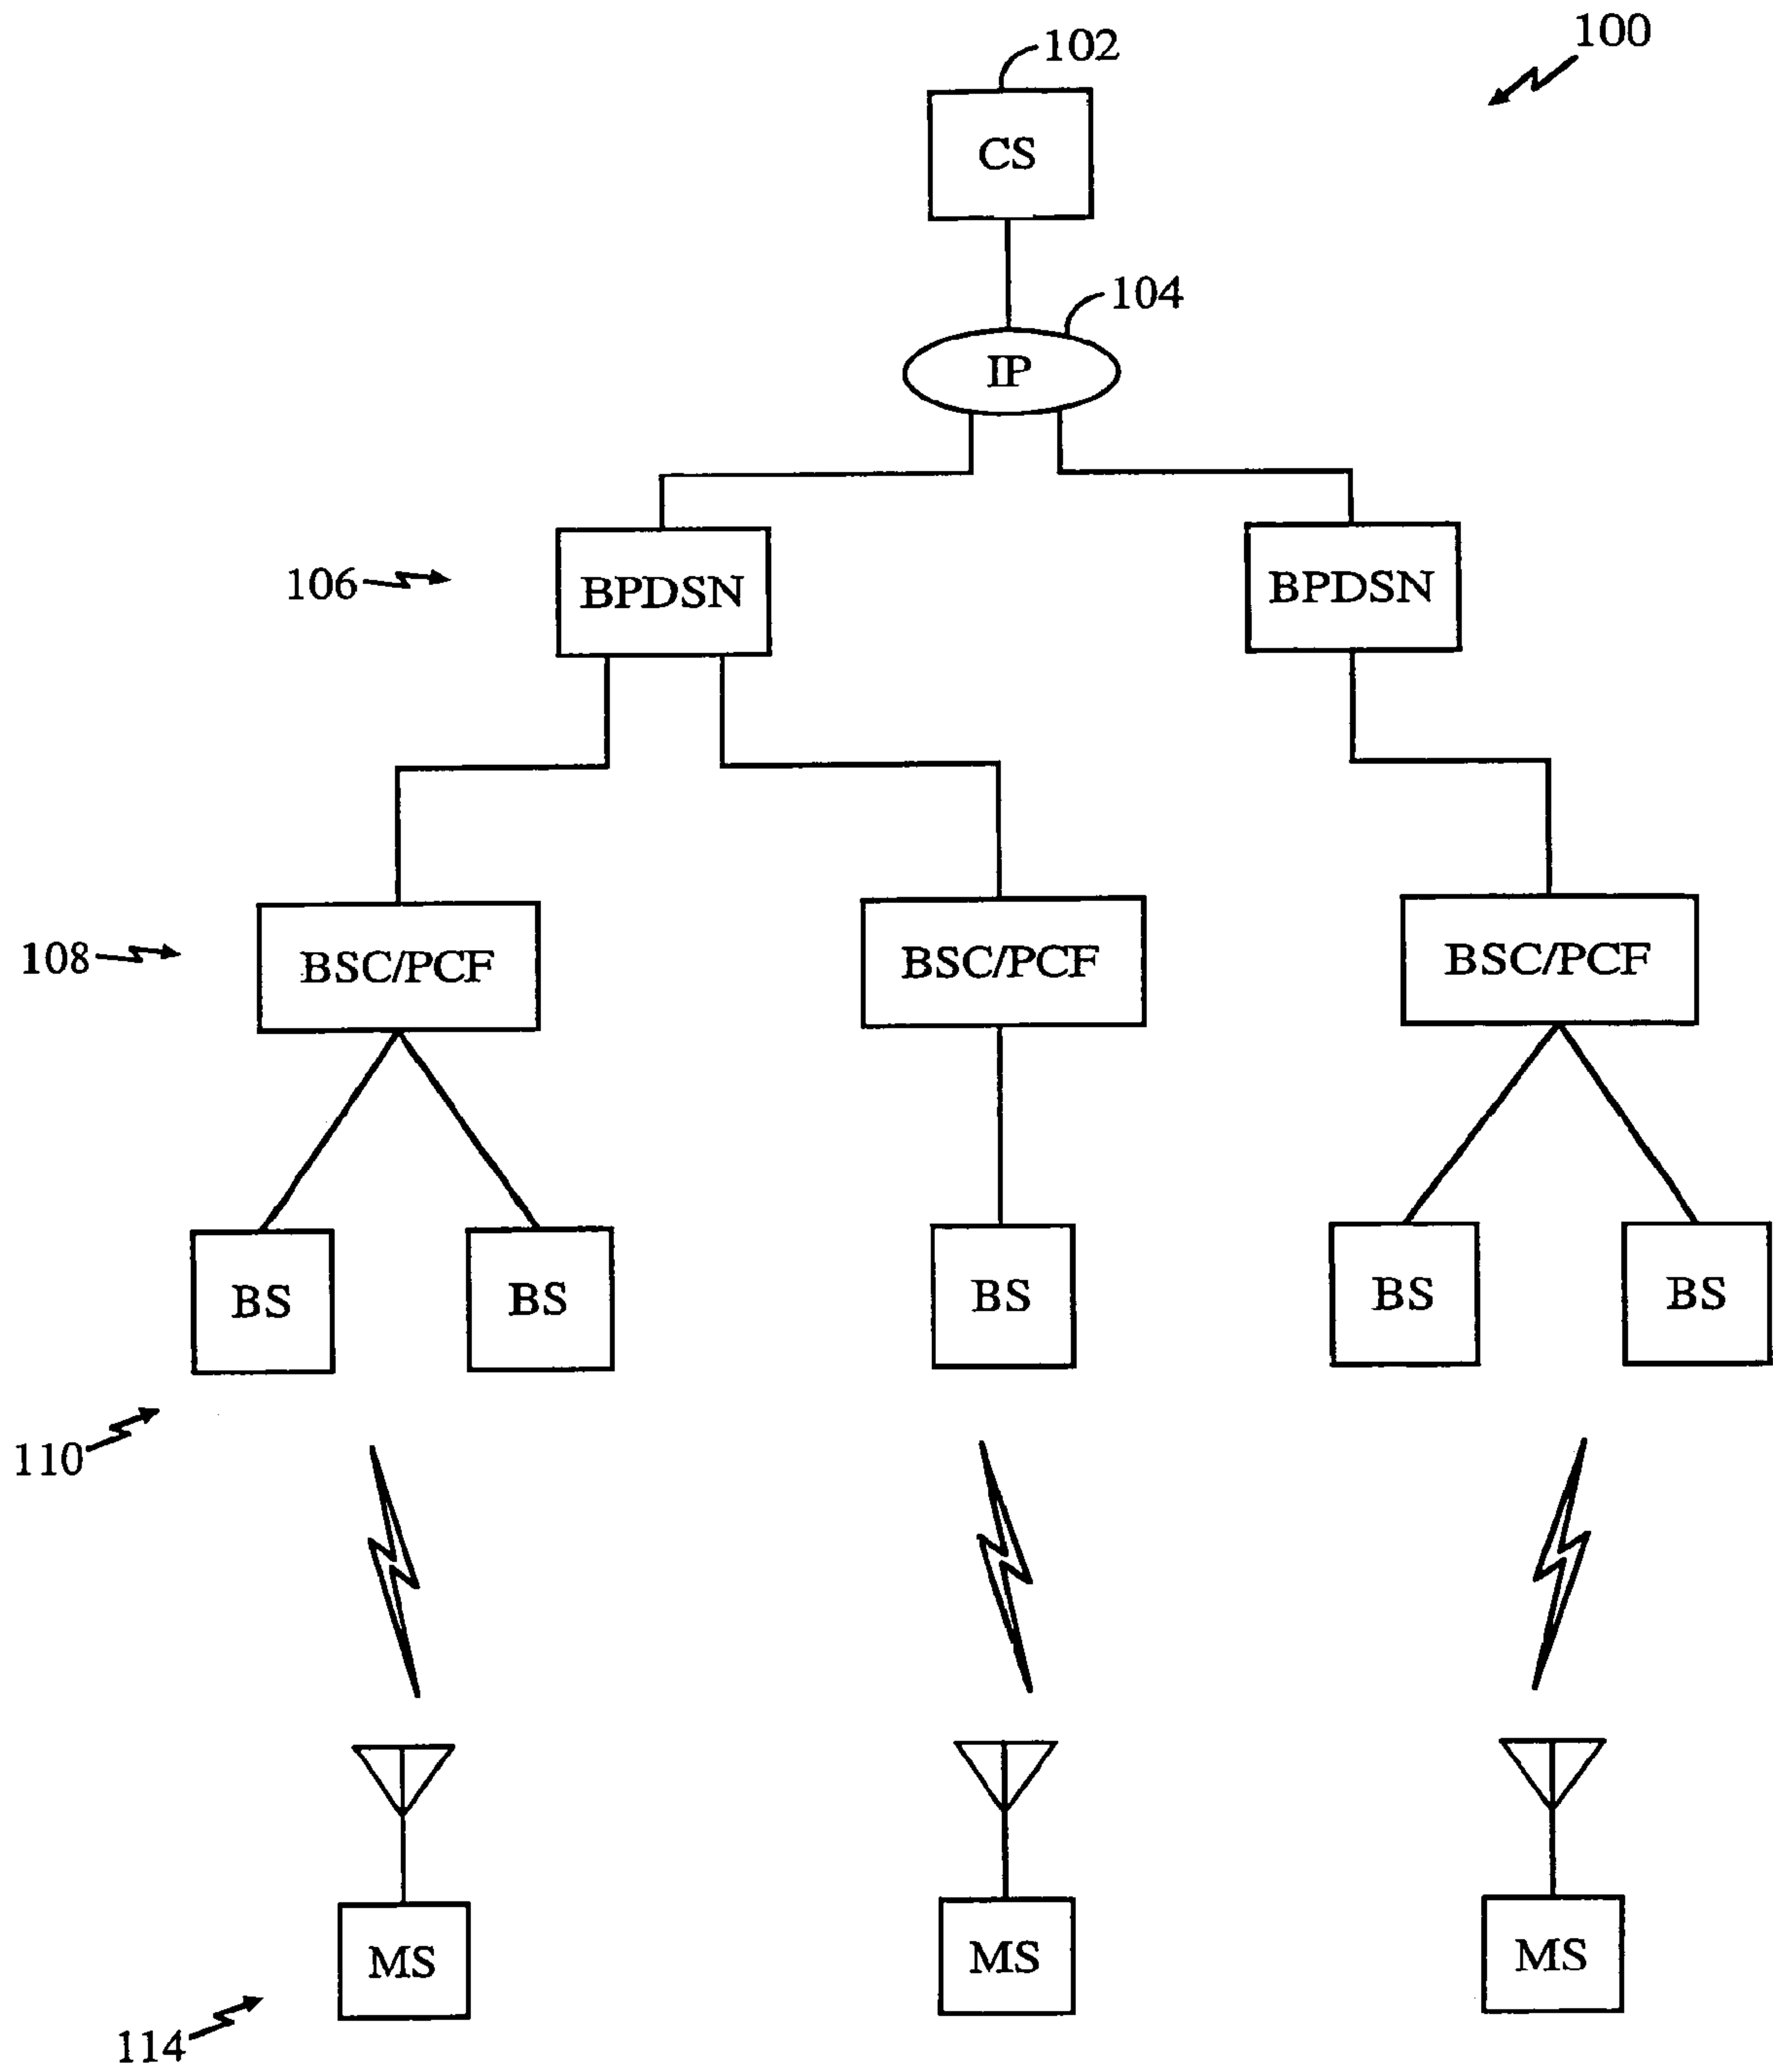 100
102
CS
104
IP
106
BPDSN
BPDSN
108
BSC/PCF
BSC/PCF
BSC/PCF
BS
BS
BS
BS
BS
110
MS
MS
MS
114